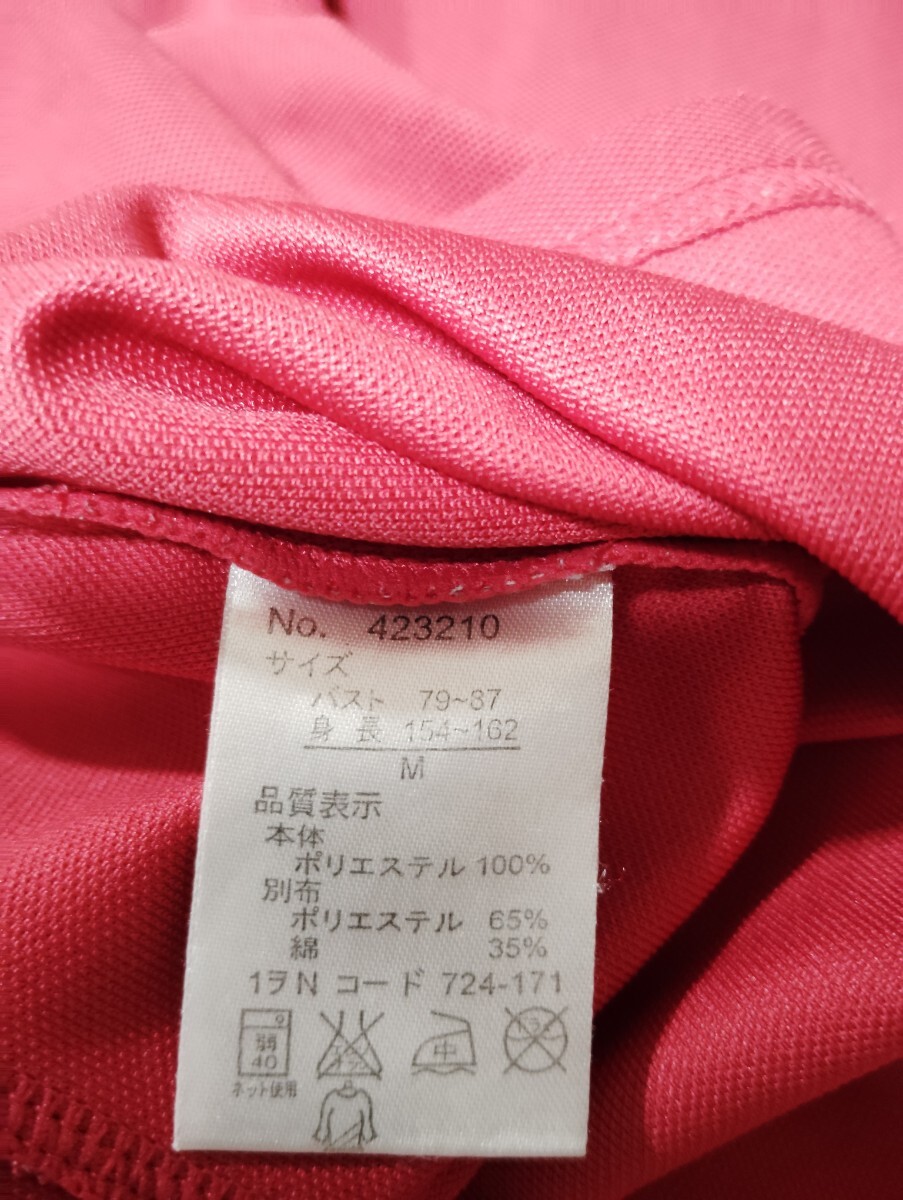 No. 423210
サイズ
バスト 79~87
身 長 154~162
M
品質表示
本体
ポリエステル 100%
別布
ポリエステル 65%
綿 35%
1ヲN コード 724-171
弱
40
中
ネット使用